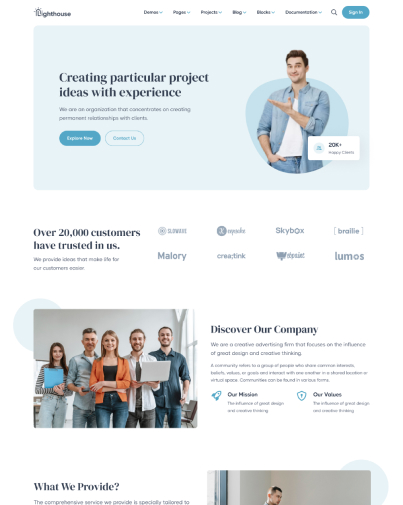 Lighthouse
Demos Pages Projects Blog Blocks Documentation Sign In
Creating particular project
ideas with experience
We are an organisation that concentrates on creating
permanent relationships with clients.
Explore Now Contact Us
20K+
Happy Clients
Over 20,000 customers
have trusted in us.
We provide ideas that make life for
our customers easier.
Skybox braille
Malory crea;tink lumos
Discover Our Company
We are a creative advertising firm that focuses on the influence
of great design and creative thinking.
A community refers to a group of people who share common interests,
beliefs, values, or goals and interact with one another in a shared location or
virtual space. Communities can be found in various forms.
Our Mission Our Values
The influence of great design The influence of great design
and creative thinking and creative thinking
What We Provide?
The comprehensive service we provide is specially tailored to